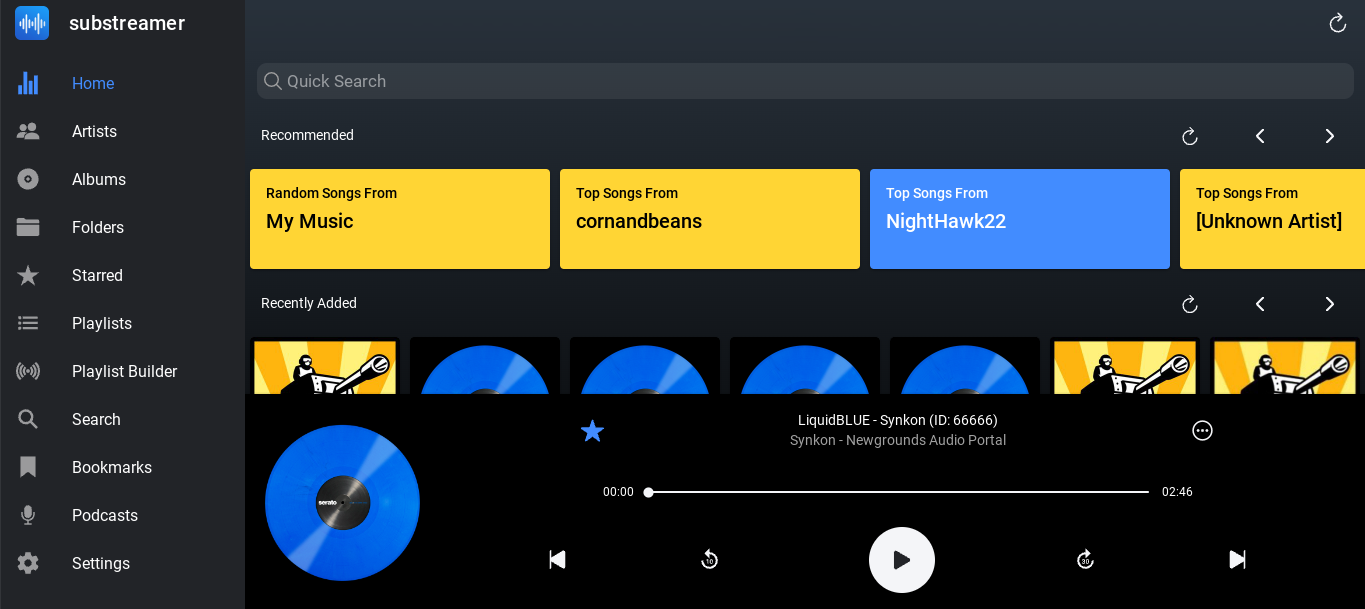 substreamer
Home
Artists
Albums
Folders
Starred
Playlists
Playlist Builder
Search
Bookmarks
Podcasts
Settings
Quick Search
Recommended
Random Songs From
My Music
Top Songs From
cornandbeans
Top Songs From
NightHawk22
Top Songs From
[Unknown Artist]
Recently Added
serato
LiquidBLUE - Synkon (ID: 66666)
Synkon - Newgrounds Audio Portal
00:00
02:46
10
30